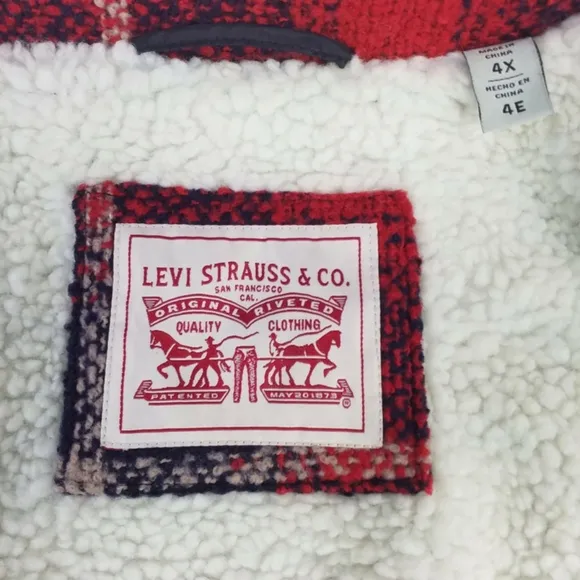 MADE IN
CHINA
4X
HECHO EN
CHINA
4E
LEVI STRAUSS & CO.
SAN FRANCISCO
CAL.
ORIGINAL RIVETED
QUALITY CLOTHING
PATENTED MAY 20 1873
®